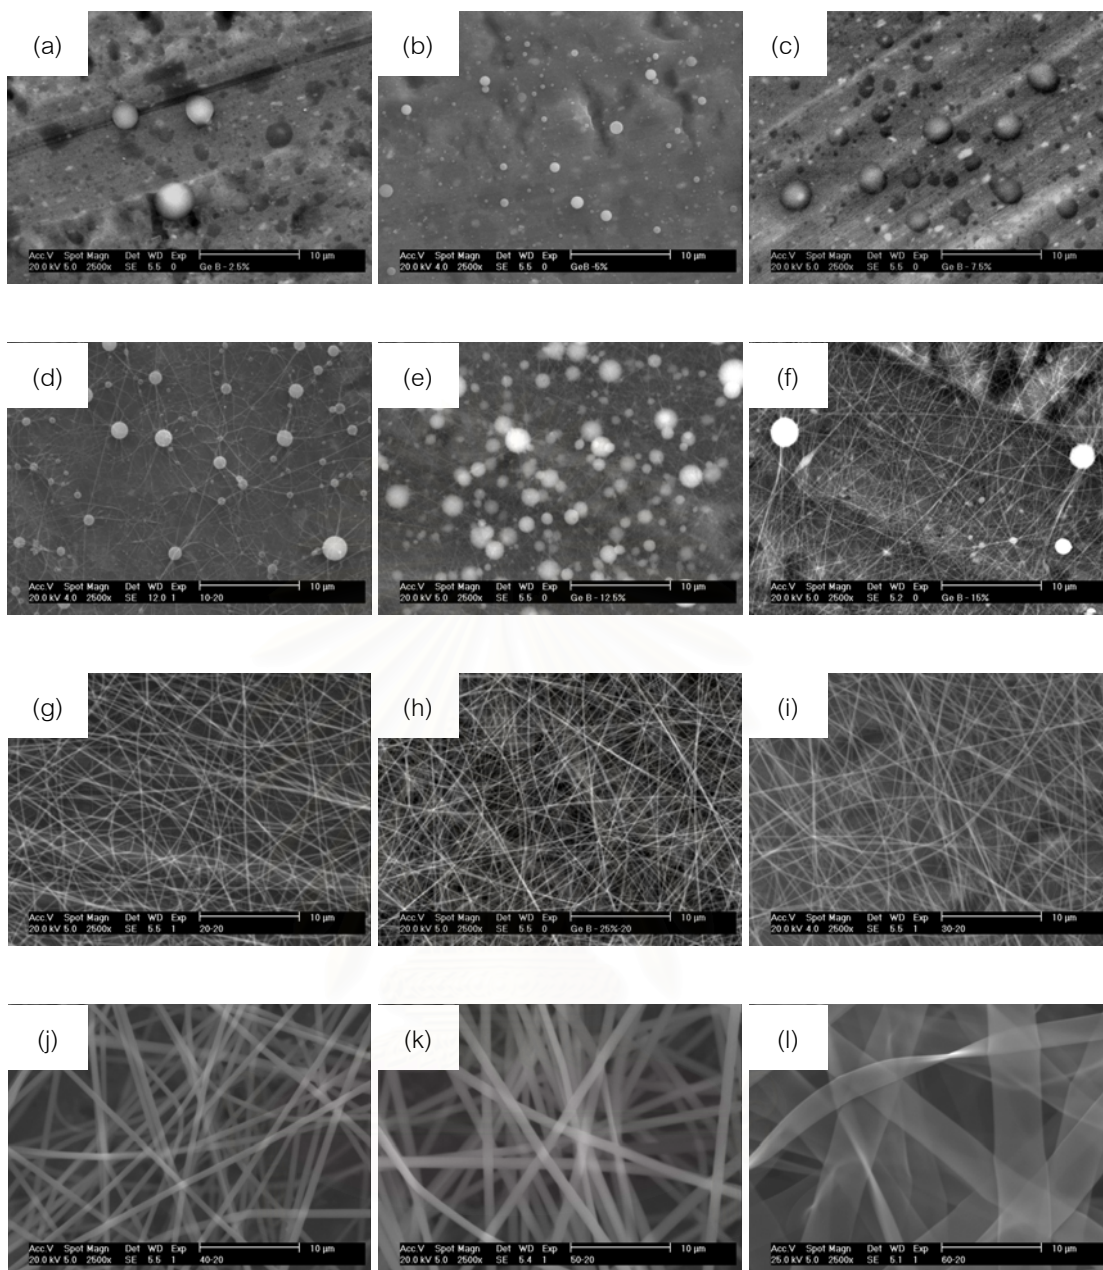 (a)
(b)
(c)
Acc.V Spot Magn Det WD Exp 10 µm
20.0 kV 5.0 2500x SE 5.5 0 Ge B - 2.5%
Acc.V Spot Magn Det WD Exp 10 µm
20.0 kV 4.0 2500x SE 5.5 0 GeB -5%
Acc.V Spot Magn Det WD Exp 10 µm
20.0 kV 5.0 2500x SE 5.5 0 Ge B - 7.5%
(d)
(e)
(f)
Acc.V Spot Magn Det WD Exp 10 µm
20.0 kV 4.0 2500x SE 12.0 1 10-20
Acc.V Spot Magn Det WD Exp 10 µm
20.0 kV 5.0 2500x SE 5.5 0 Ge B - 12.5%
Acc.V Spot Magn Det WD Exp 10 µm
20.0 kV 5.0 2500x SE 5.2 0 Ge B - 15%
(g)
(h)
(i)
Acc.V Spot Magn Det WD Exp 10 µm
20.0 kV 5.0 2500x SE 5.5 1 20-20
Acc.V Spot Magn Det WD Exp 10 µm
20.0 kV 5.0 2500x SE 5.5 0 Ge B - 25%-20
Acc.V Spot Magn Det WD Exp 10 µm
20.0 kV 4.0 2500x SE 5.5 1 30-20
(j)
(k)
(l)
Acc.V Spot Magn Det WD Exp 10 µm
20.0 kV 5.0 2500x SE 5.5 1 40-20
Acc.V Spot Magn Det WD Exp 10 µm
20.0 kV 5.0 2500x SE 5.4 1 50-20
Acc.V Spot Magn Det WD Exp 10 µm
25.0 kV 5.0 2500x SE 5.1 1 60-20